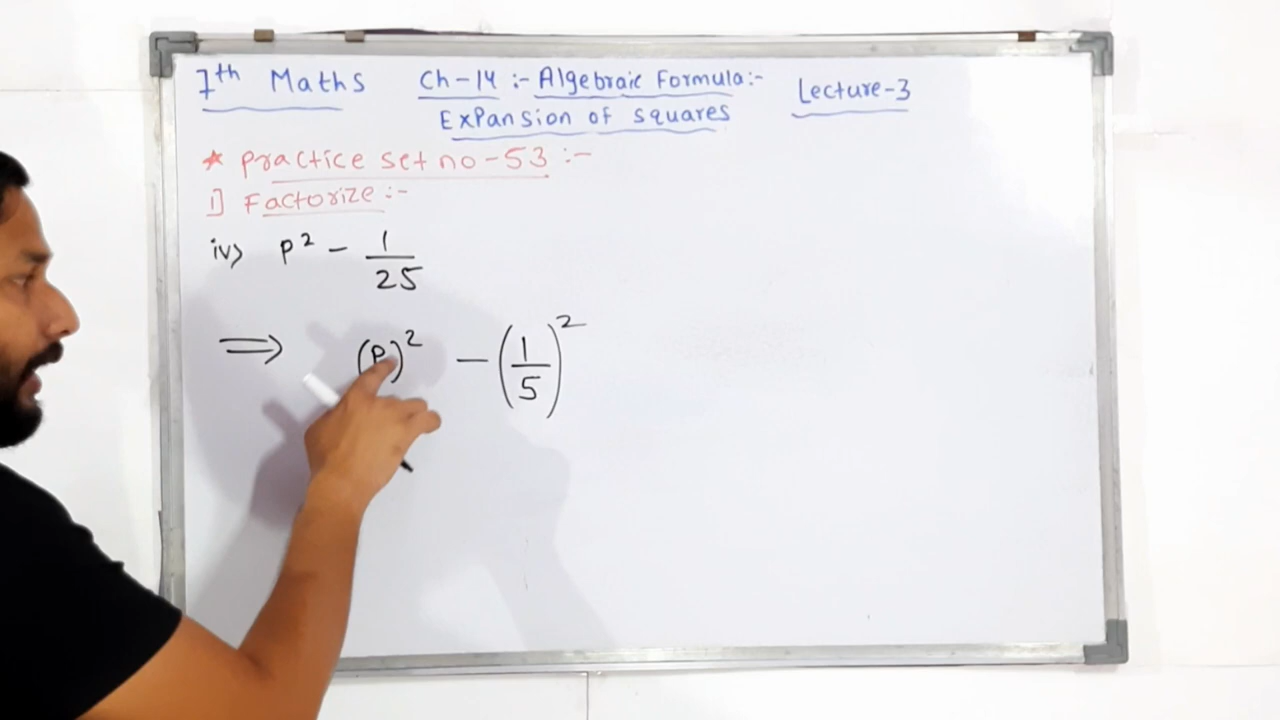 7th Maths Ch-14 :- Algebraic Formula:- Lecture-3
Expansion of squares
* Practice set no-53 :-
1] Factorize :-
iv) p² - 1/25
⇒ (p)² - (1/5)²